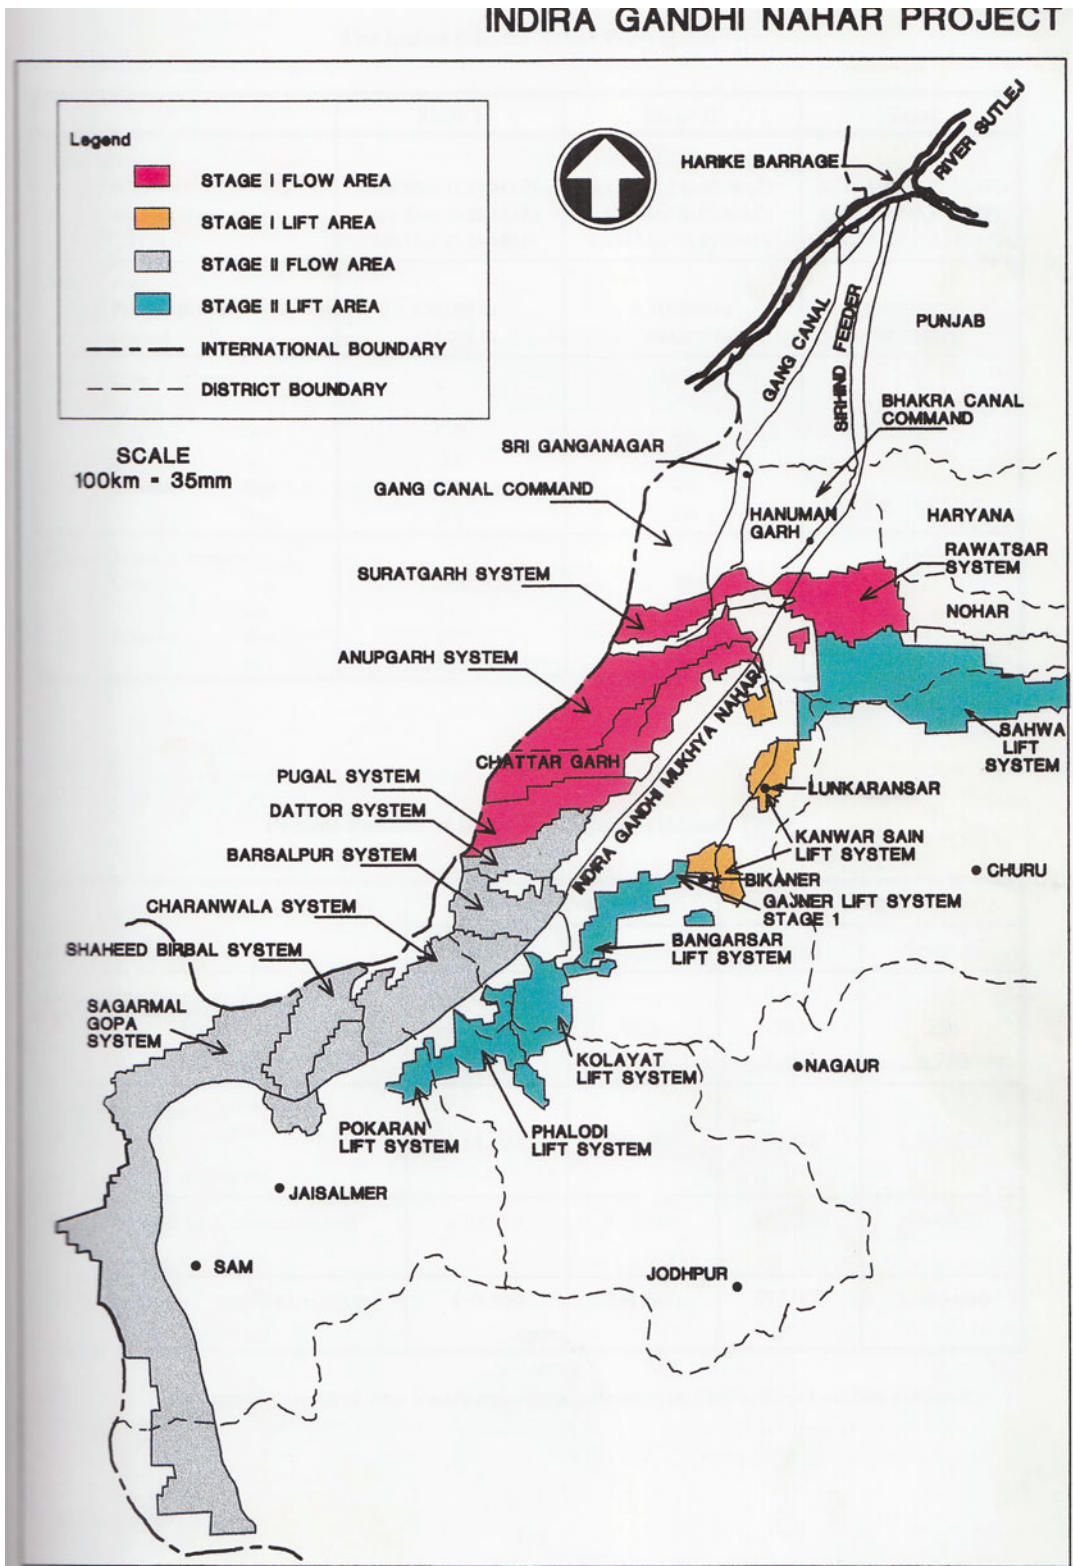 INDIRA GANDHI NAHAR PROJECT
Legend
STAGE I FLOW AREA
STAGE I LIFT AREA
STAGE II FLOW AREA
STAGE II LIFT AREA
INTERNATIONAL BOUNDARY
DISTRICT BOUNDARY
SCALE
100km = 35mm
HARIKE BARRAGE
RIVER SUTLEJ
GANG CANAL
SIRHIND FEEDER
PUNJAB
BHAKRA CANAL
COMMAND
SRI GANGANAGAR
GANG CANAL COMMAND
HANUMAN
GARH
HARYANA
RAWATSAR
SYSTEM
SURATGARH SYSTEM
NOHAR
ANUPGARH SYSTEM
INDIRA GANDHI MUKHYA NAHAR
SAHWA
LIFT
SYSTEM
CHATTAR GARH
PUGAL SYSTEM
LUNKARANSAR
DATTOR SYSTEM
KANWAR SAIN
LIFT SYSTEM
BARSALPUR SYSTEM
CHURU
BIKANER
GAJNER LIFT SYSTEM
STAGE 1
CHARANWALA SYSTEM
BANGARSAR
LIFT SYSTEM
SHAHEED BIRBAL SYSTEM
SAGARMAL
GOPA
SYSTEM
KOLAYAT
LIFT SYSTEM
NAGAUR
POKARAN
LIFT SYSTEM
PHALODI
LIFT SYSTEM
JAISALMER
SAM
JODHPUR